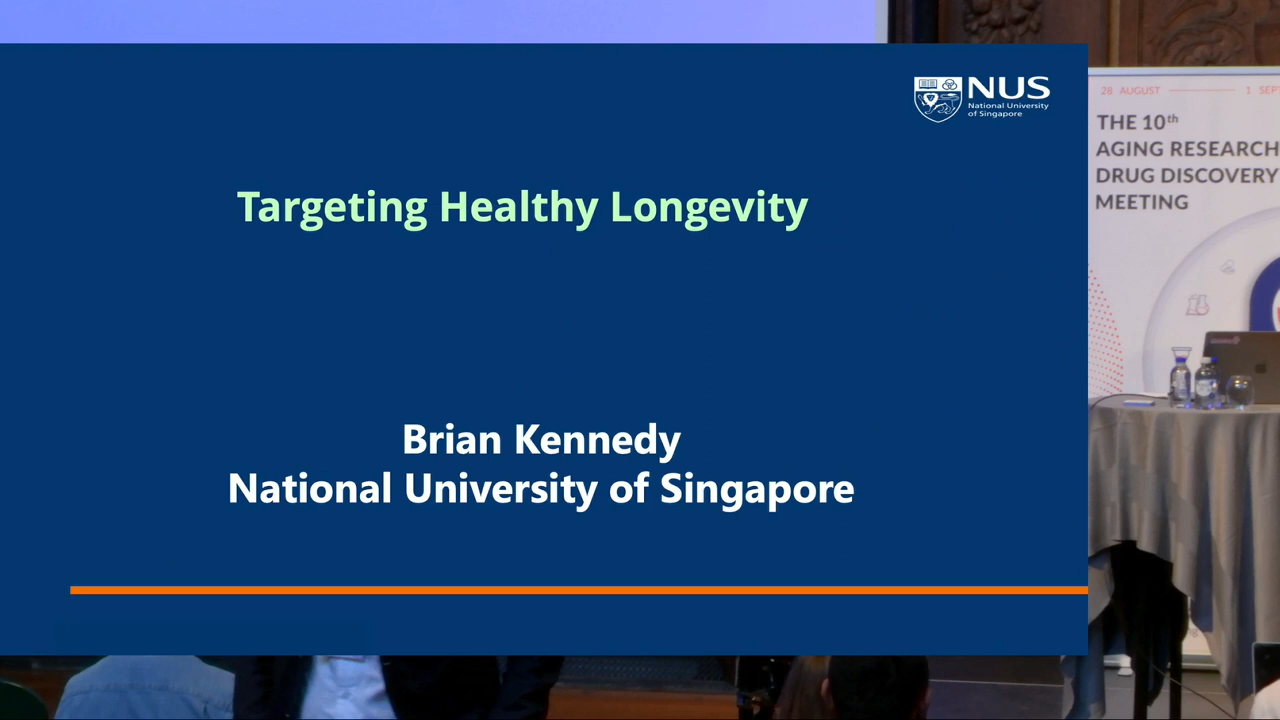 NUS
National University
of Singapore
Targeting Healthy Longevity
Brian Kennedy
National University of Singapore
28 AUGUST
1 SEPT
THE 10th
AGING RESEARCH
DRUG DISCOVERY
MEETING